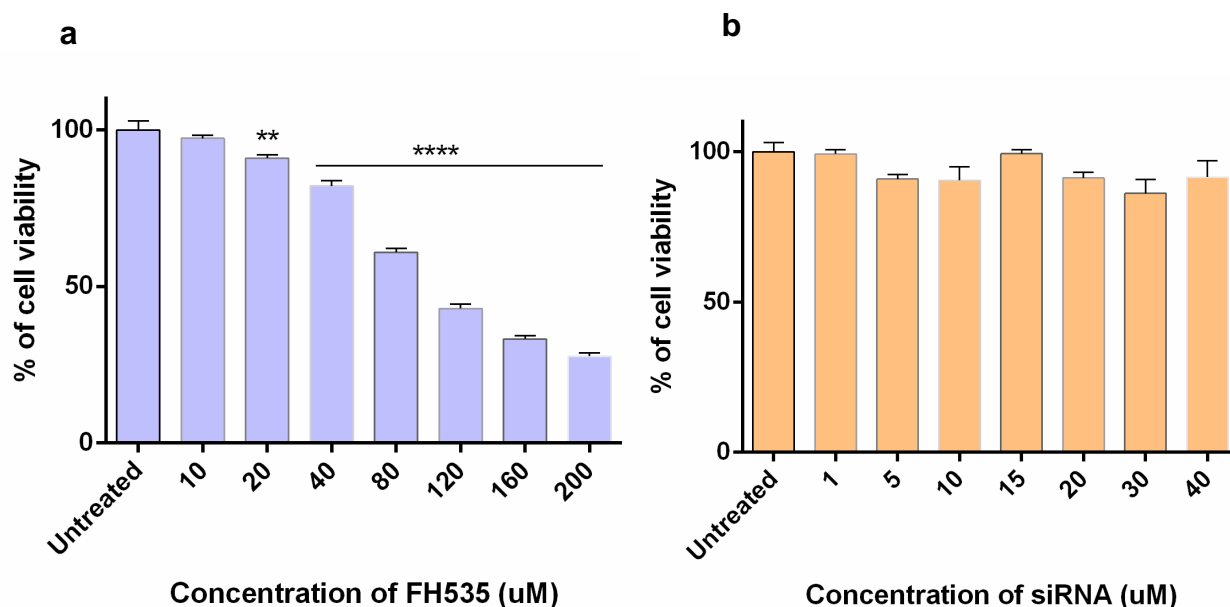 a
% of cell viability
100
50
0
**
****
Untreated
10
20
40
80
120
160
200
Concentration of FH535 (uM)
b
% of cell viability
100
50
0
Untreated
1
5
10
15
20
30
40
Concentration of siRNA (uM)